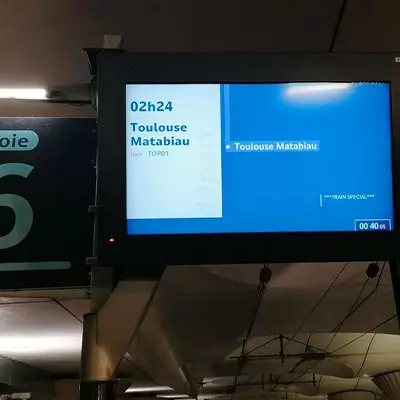 oie
6
02h24
Toulouse
Matabiau
TOP01
Toulouse Matabiau
***TRAIN SPECIAL***
00 40 05